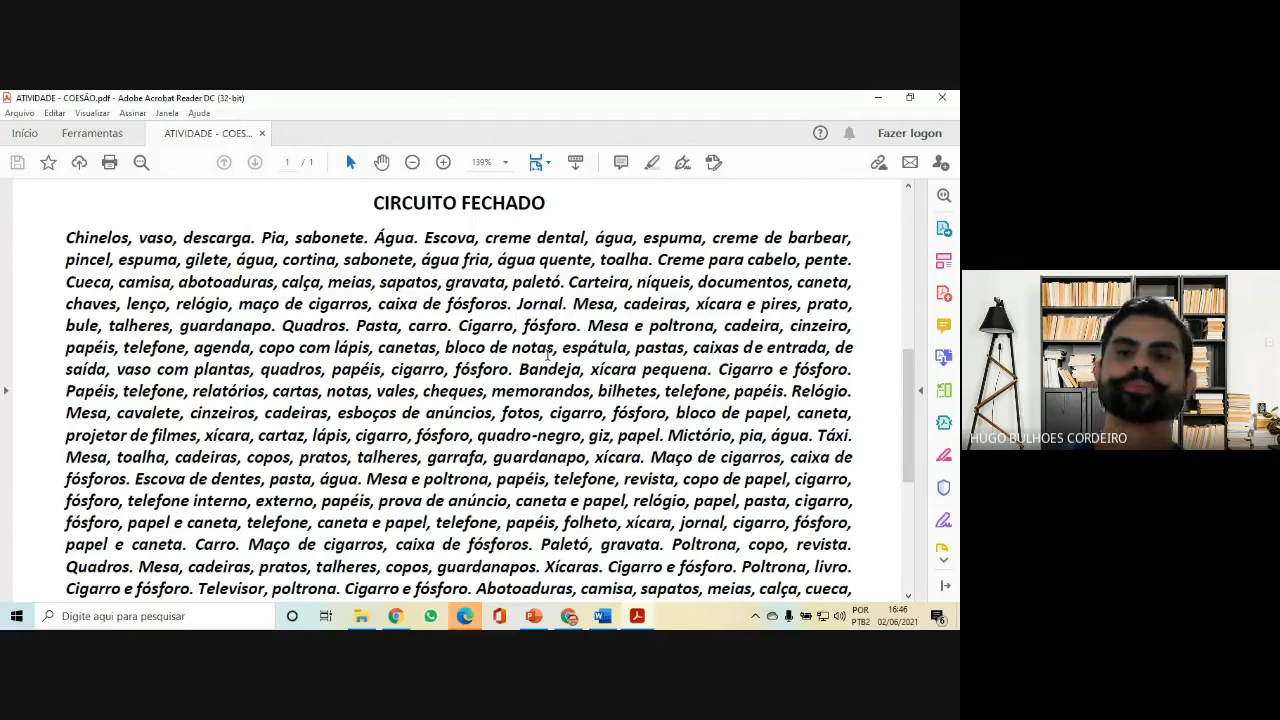 ATIVIDADE - COESÃO.pdf - Adobe Acrobat Reader DC (32-bit)
Arquivo Editar Visualizar Assinar Janela Ajuda
Início Ferramentas ATIVIDADE - COES... × Fazer logon
1 / 1 139%
CIRCUITO FECHADO
Chinelos, vaso, descarga. Pia, sabonete. Água. Escova, creme dental, água, espuma, creme de barbear,
pincel, espuma, gilete, água, cortina, sabonete, água fria, água quente, toalha. Creme para cabelo, pente.
Cueca, camisa, abotoaduras, calça, meias, sapatos, gravata, paletó. Carteira, níqueis, documentos, caneta,
chaves, lenço, relógio, maço de cigarros, caixa de fósforos. Jornal. Mesa, cadeiras, xícara e pires, prato,
bule, talheres, guardanapo. Quadros. Pasta, carro. Cigarro, fósforo. Mesa e poltrona, cadeira, cinzeiro,
papéis, telefone, agenda, copo com lápis, canetas, bloco de notas, espátula, pastas, caixas de entrada, de
saída, vaso com plantas, quadros, papéis, cigarro, fósforo. Bandeja, xícara pequena. Cigarro e fósforo.
Papéis, telefone, relatórios, cartas, notas, vales, cheques, memorandos, bilhetes, telefone, papéis. Relógio.
Mesa, cavalete, cinzeiros, cadeiras, esboços de anúncios, fotos, cigarro, fósforo, bloco de papel, caneta,
projetor de filmes, xícara, cartaz, lápis, cigarro, fósforo, quadro-negro, giz, papel. Mictório, pia, água. Táxi.
Mesa, toalha, cadeiras, copos, pratos, talheres, garrafa, guardanapo, xícara. Maço de cigarros, caixa de
fósforos. Escova de dentes, pasta, água. Mesa e poltrona, papéis, telefone, revista, copo de papel, cigarro,
fósforo, telefone interno, externo, papéis, prova de anúncio, caneta e papel, relógio, papel, pasta, cigarro,
fósforo, papel e caneta, telefone, caneta e papel, telefone, papéis, folheto, xícara, jornal, cigarro, fósforo,
papel e caneta. Carro. Maço de cigarros, caixa de fósforos. Paletó, gravata. Poltrona, copo, revista.
Quadros. Mesa, cadeiras, pratos, talheres, copos, guardanapos. Xícaras. Cigarro e fósforo. Poltrona, livro.
Cigarro e fósforo. Televisor, poltrona. Cigarro e fósforo. Abotoaduras, camisa, sapatos, meias, calça, cueca,
HUGO BULHOES CORDEIRO
Digite aqui para pesquisar
POR 16:46
PTB2 02/06/2021 6